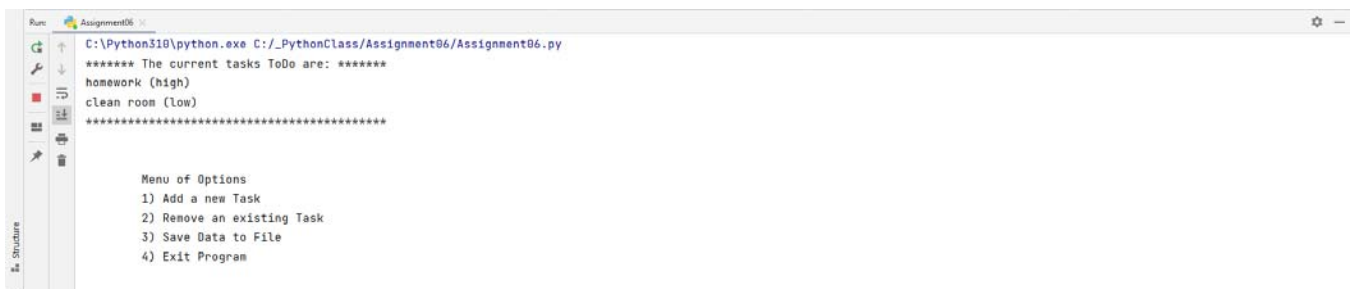 Run: Assignment06
C:\Python310\python.exe C:/_PythonClass/Assignment06/Assignment06.py
******* The current tasks ToDo are: *******
homework (high)
clean room (low)
*******************************************
Menu of Options
1) Add a new Task
2) Remove an existing Task
3) Save Data to File
4) Exit Program
Structure